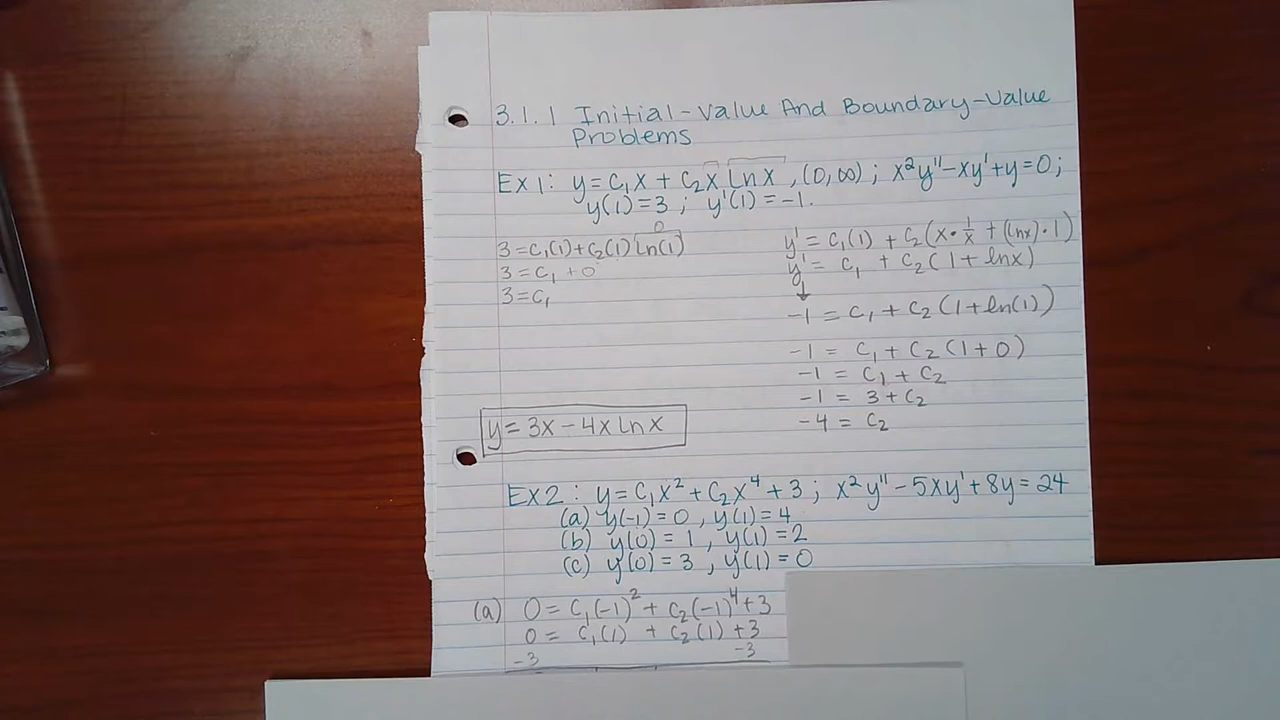 3.1.1 Initial-Value And Boundary-Value
Problems
Ex 1: y = c₁x + c₂x ln x, (0,∞); x²y'' - xy' + y = 0;
y(1) = 3; y'(1) = -1.
0
3 = c₁(1) + c₂(1) ln(1)
3 = c₁ + 0
3 = c₁
y' = c₁(1) + c₂(x • 1/x + (ln x) • 1)
y' = c₁ + c₂(1 + ln x)
↓
-1 = c₁ + c₂(1 + ln(1))
-1 = c₁ + c₂(1 + 0)
-1 = c₁ + c₂
-1 = 3 + c₂
-4 = c₂
y = 3x - 4x ln x
Ex 2: y = c₁x² + c₂x⁴ + 3; x²y'' - 5xy' + 8y = 24
(a) y(-1) = 0, y(1) = 4
(b) y(0) = 1, y(1) = 2
(c) y(0) = 3, y(1) = 0
(a) 0 = c₁(-1)² + c₂(-1)⁴ + 3
0 = c₁(1) + c₂(1) + 3
-3 -3